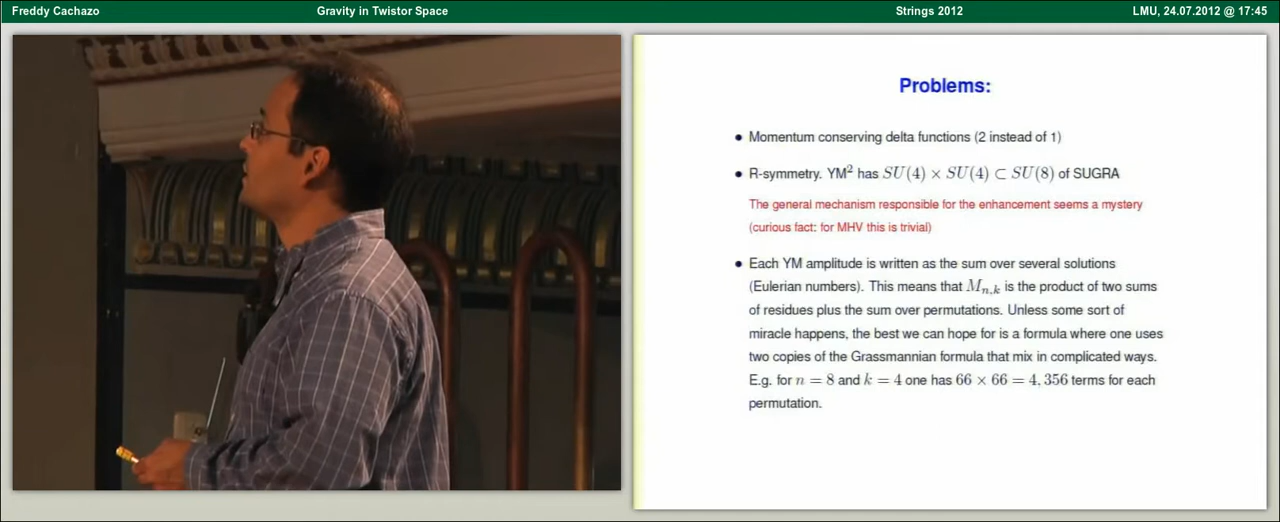 Freddy Cachazo Gravity in Twistor Space Strings 2012 LMU, 24.07.2012 @ 17:45
Problems:
• Momentum conserving delta functions (2 instead of 1)
• R-symmetry. YM² has SU(4) × SU(4) ⊂ SU(8) of SUGRA
The general mechanism responsible for the enhancement seems a mystery
(curious fact: for MHV this is trivial)
• Each YM amplitude is written as the sum over several solutions
(Eulerian numbers). This means that Mₙ,ₖ is the product of two sums
of residues plus the sum over permutations. Unless some sort of
miracle happens, the best we can hope for is a formula where one uses
two copies of the Grassmannian formula that mix in complicated ways.
E.g. for n = 8 and k = 4 one has 66 × 66 = 4, 356 terms for each
permutation.